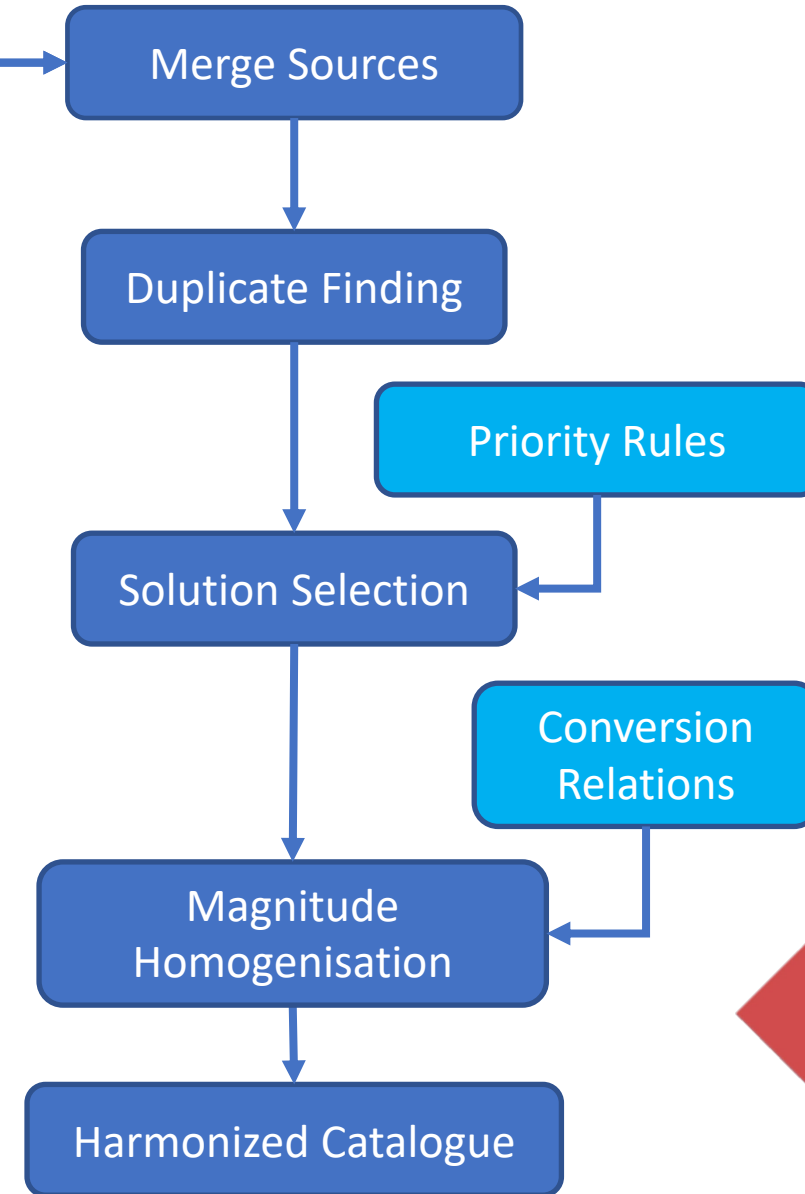 Merge Sources
Duplicate Finding
Priority Rules
Solution Selection
Conversion
Relations
Magnitude
Homogenisation
Harmonized Catalogue